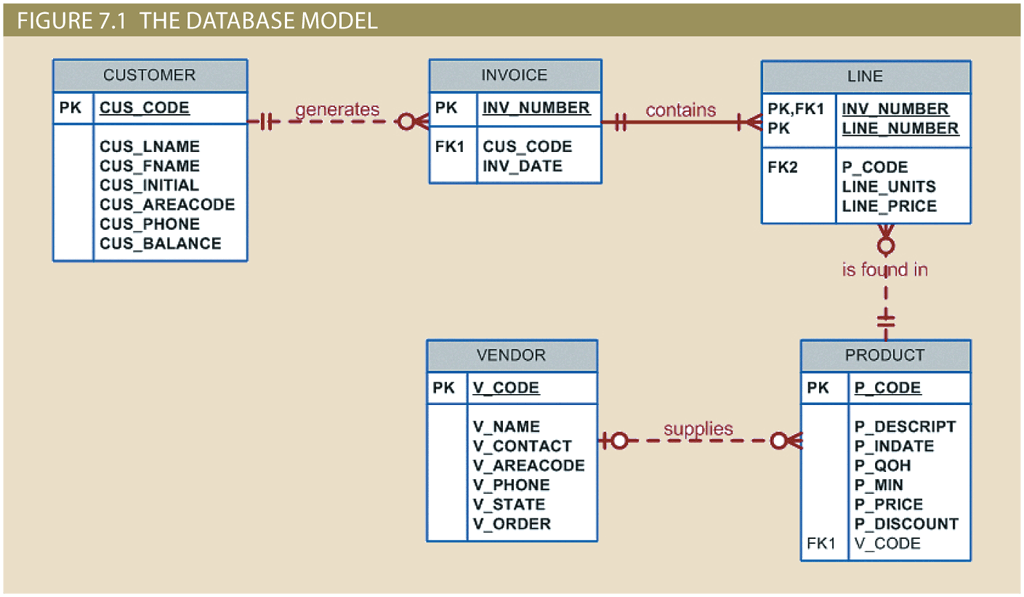 FIGURE 7.1 THE DATABASE MODEL
CUSTOMER
PK CUS_CODE
CUS_LNAME
CUS_FNAME
CUS_INITIAL
CUS_AREACODE
CUS_PHONE
CUS_BALANCE
generates
INVOICE
PK INV_NUMBER
FK1 CUS_CODE
INV_DATE
contains
LINE
PK,FK1 INV_NUMBER
PK LINE_NUMBER
FK2 P_CODE
LINE_UNITS
LINE_PRICE
is found in
VENDOR
PK V_CODE
V_NAME
V_CONTACT
V_AREACODE
V_PHONE
V_STATE
V_ORDER
supplies
PRODUCT
PK P_CODE
P_DESCRIPT
P_INDATE
P_QOH
P_MIN
P_PRICE
P_DISCOUNT
FK1 V_CODE